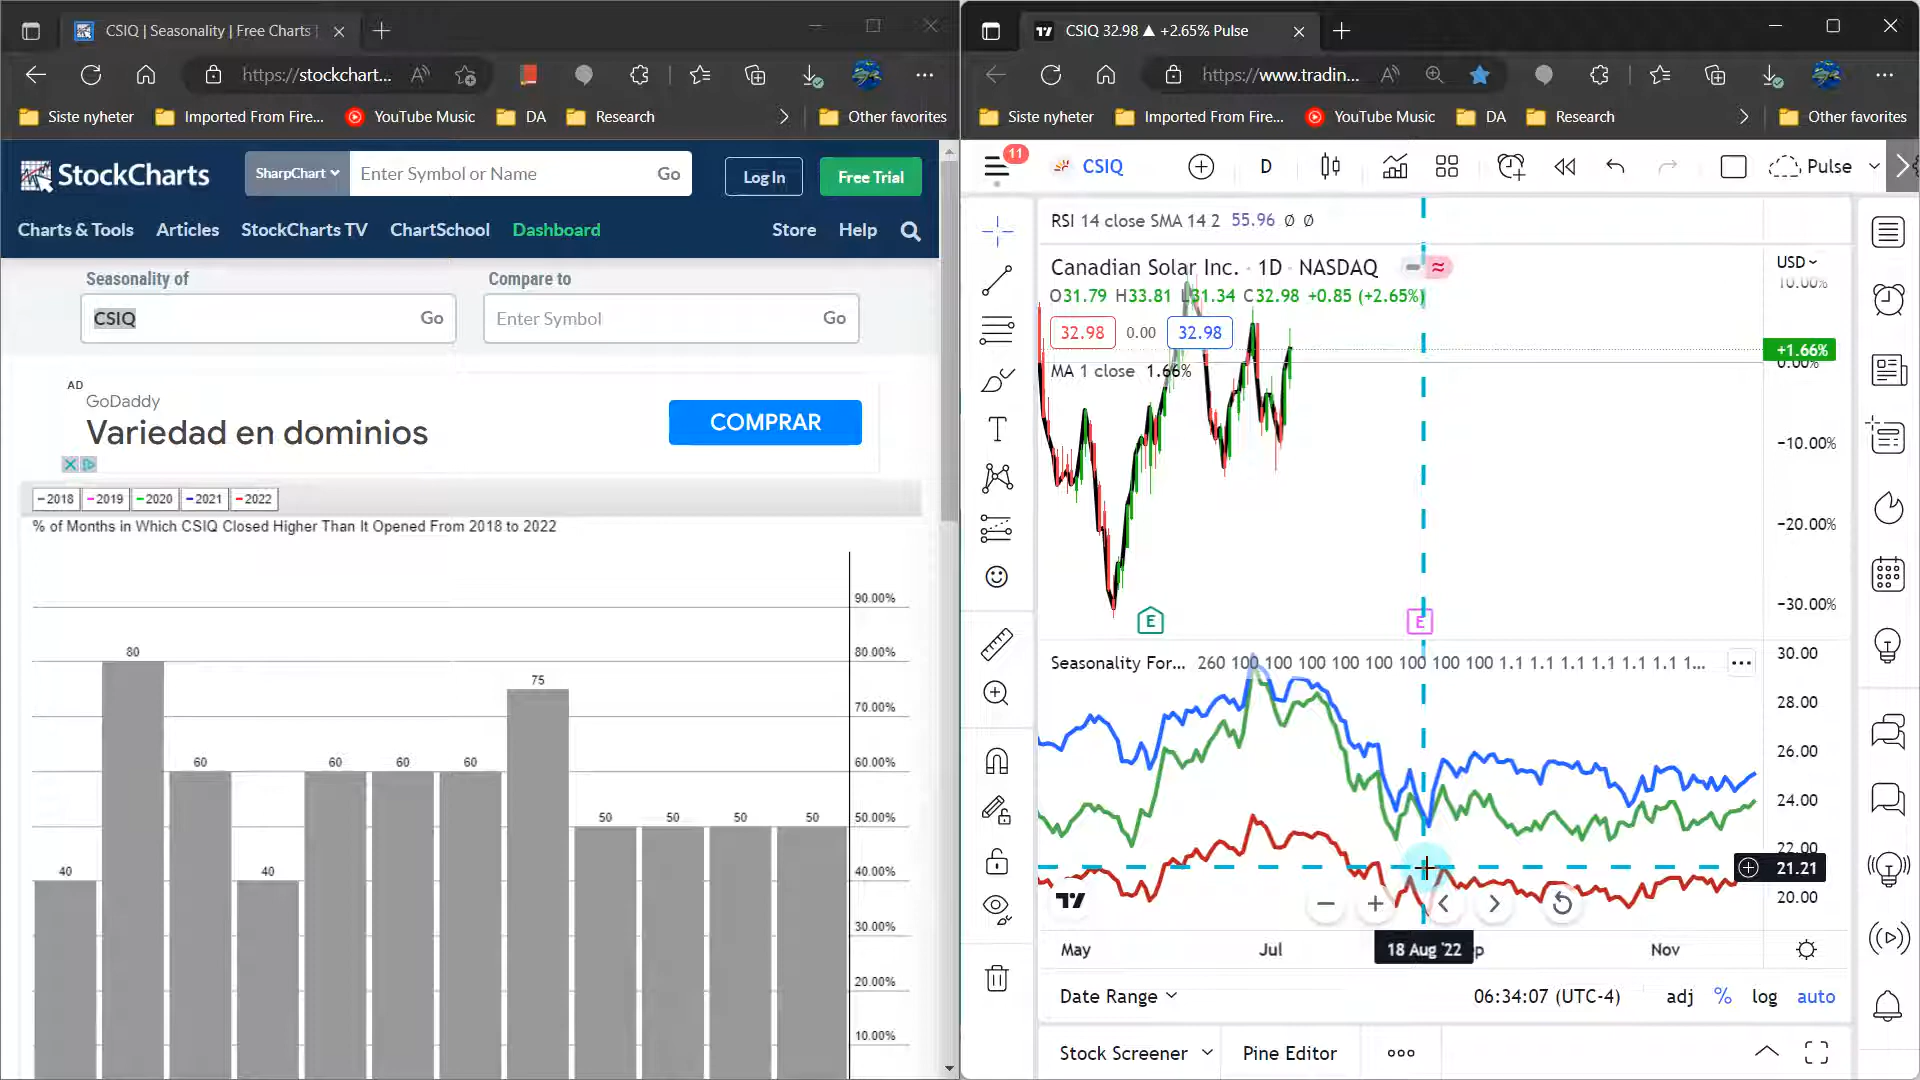 CSIQ | Seasonality | Free Charts |
https://stockchart...
Siste nyheter
Imported From Fire...
YouTube Music
DA
Research
Other favorites
StockCharts
SharpChart
Enter Symbol or Name
Go
Log In
Free Trial
Charts & Tools
Articles
StockCharts TV
ChartSchool
Dashboard
Store
Help
Seasonality of
Compare to
CSIQ
Go
Enter Symbol
Go
AD
GoDaddy
Variedad en dominios
COMPRAR
2018
2019
2020
2021
2022
% of Months in Which CSIQ Closed Higher Than It Opened From 2018 to 2022
90.00%
80.00%
70.00%
60.00%
50.00%
40.00%
30.00%
20.00%
10.00%
40
80
60
40
60
60
60
75
50
50
50
50
CSIQ 32.98 ▲ +2.65% Pulse
https://www.tradin...
Siste nyheter
Imported From Fire...
YouTube Music
DA
Research
Other favorites
11
CSIQ
D
Pulse
RSI 14 close SMA 14 2 55.96 ∅ ∅
Canadian Solar Inc. · 1D · NASDAQ
O31.79 H33.81 L31.34 C32.98 +0.85 (+2.65%)
32.98 0.00 32.98
MA 1 close 1.66%
USD
10.00%
+1.66%
0.00%
−10.00%
−20.00%
−30.00%
E
E
Seasonality For... 260 100 100 100 100 100 100 100 100 1.1 1.1 1.1 1.1 1.1 1.1 1...
30.00
28.00
26.00
24.00
22.00
21.21
20.00
May
Jul
18 Aug '22
p
Nov
Date Range
06:34:07 (UTC-4)
adj
%
log
auto
Stock Screener
Pine Editor